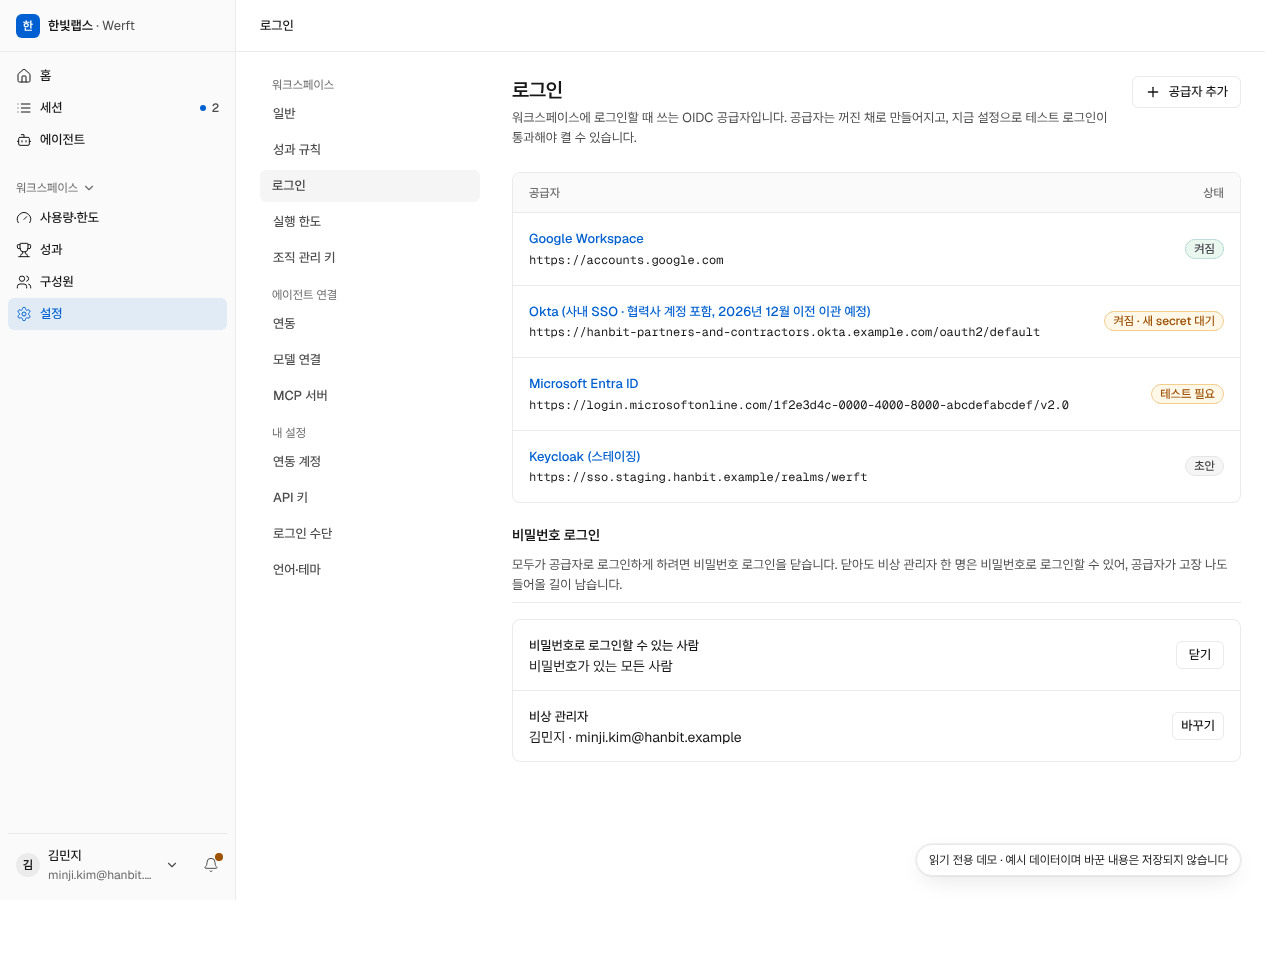 한 한빛랩스 · Werft
홈
세션 2
에이전트
워크스페이스
사용량·한도
성과
구성원
설정
김 김민지
minji.kim@hanbit....
로그인
워크스페이스
일반
성과 규칙
로그인
실행 한도
조직 관리 키
에이전트 연결
연동
모델 연결
MCP 서버
내 설정
연동 계정
API 키
로그인 수단
언어·테마
로그인
공급자 추가
워크스페이스에 로그인할 때 쓰는 OIDC 공급자입니다. 공급자는 꺼진 채로 만들어지고, 지금 설정으로 테스트 로그인이
통과해야 켤 수 있습니다.
공급자 상태
Google Workspace
https://accounts.google.com
켜짐
Okta (사내 SSO · 협력사 계정 포함, 2026년 12월 이전 이관 예정)
https://hanbit-partners-and-contractors.okta.example.com/oauth2/default
켜짐 · 새 secret 대기
Microsoft Entra ID
https://login.microsoftonline.com/1f2e3d4c-0000-4000-8000-abcdefabcdef/v2.0
테스트 필요
Keycloak (스테이징)
https://sso.staging.hanbit.example/realms/werft
초안
비밀번호 로그인
모두가 공급자로 로그인하게 하려면 비밀번호 로그인을 닫습니다. 닫아도 비상 관리자 한 명은 비밀번호로 로그인할 수 있어, 공급자가 고장 나도
들어올 길이 남습니다.
비밀번호로 로그인할 수 있는 사람
비밀번호가 있는 모든 사람
닫기
비상 관리자
김민지 · minji.kim@hanbit.example
바꾸기
읽기 전용 데모 · 예시 데이터이며 바꾼 내용은 저장되지 않습니다